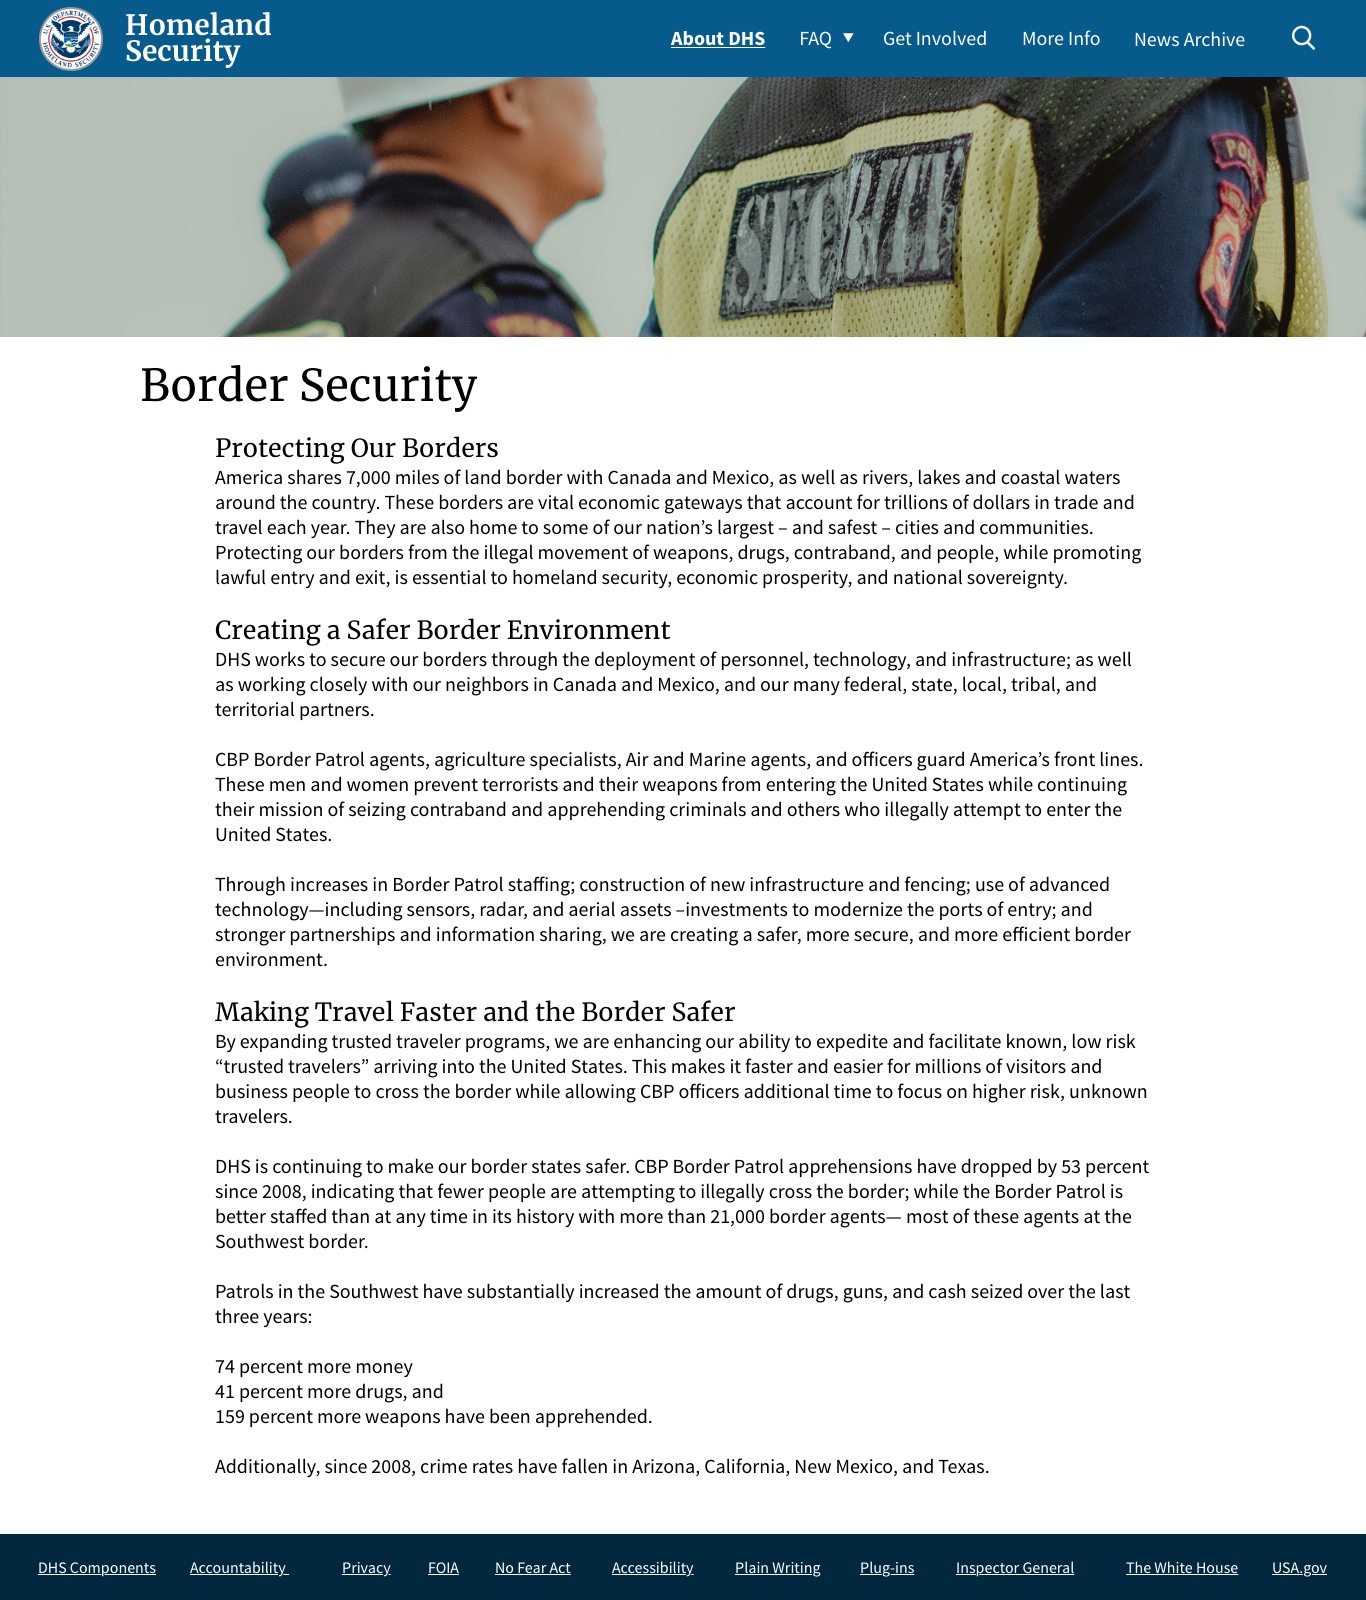 U.S. DEPARTMENT OF
HOMELAND SECURITY
Homeland
Security
About DHS FAQ ▼ Get Involved More Info News Archive
POL
Border Security
Protecting Our Borders
America shares 7,000 miles of land border with Canada and Mexico, as well as rivers, lakes and coastal waters
around the country. These borders are vital economic gateways that account for trillions of dollars in trade and
travel each year. They are also home to some of our nation’s largest – and safest – cities and communities.
Protecting our borders from the illegal movement of weapons, drugs, contraband, and people, while promoting
lawful entry and exit, is essential to homeland security, economic prosperity, and national sovereignty.
Creating a Safer Border Environment
DHS works to secure our borders through the deployment of personnel, technology, and infrastructure; as well
as working closely with our neighbors in Canada and Mexico, and our many federal, state, local, tribal, and
territorial partners.
CBP Border Patrol agents, agriculture specialists, Air and Marine agents, and officers guard America’s front lines.
These men and women prevent terrorists and their weapons from entering the United States while continuing
their mission of seizing contraband and apprehending criminals and others who illegally attempt to enter the
United States.
Through increases in Border Patrol staffing; construction of new infrastructure and fencing; use of advanced
technology—including sensors, radar, and aerial assets –investments to modernize the ports of entry; and
stronger partnerships and information sharing, we are creating a safer, more secure, and more efficient border
environment.
Making Travel Faster and the Border Safer
By expanding trusted traveler programs, we are enhancing our ability to expedite and facilitate known, low risk
“trusted travelers” arriving into the United States. This makes it faster and easier for millions of visitors and
business people to cross the border while allowing CBP officers additional time to focus on higher risk, unknown
travelers.
DHS is continuing to make our border states safer. CBP Border Patrol apprehensions have dropped by 53 percent
since 2008, indicating that fewer people are attempting to illegally cross the border; while the Border Patrol is
better staffed than at any time in its history with more than 21,000 border agents— most of these agents at the
Southwest border.
Patrols in the Southwest have substantially increased the amount of drugs, guns, and cash seized over the last
three years:
74 percent more money
41 percent more drugs, and
159 percent more weapons have been apprehended.
Additionally, since 2008, crime rates have fallen in Arizona, California, New Mexico, and Texas.
DHS Components Accountability Privacy FOIA No Fear Act Accessibility Plain Writing Plug-ins Inspector General The White House USA.gov